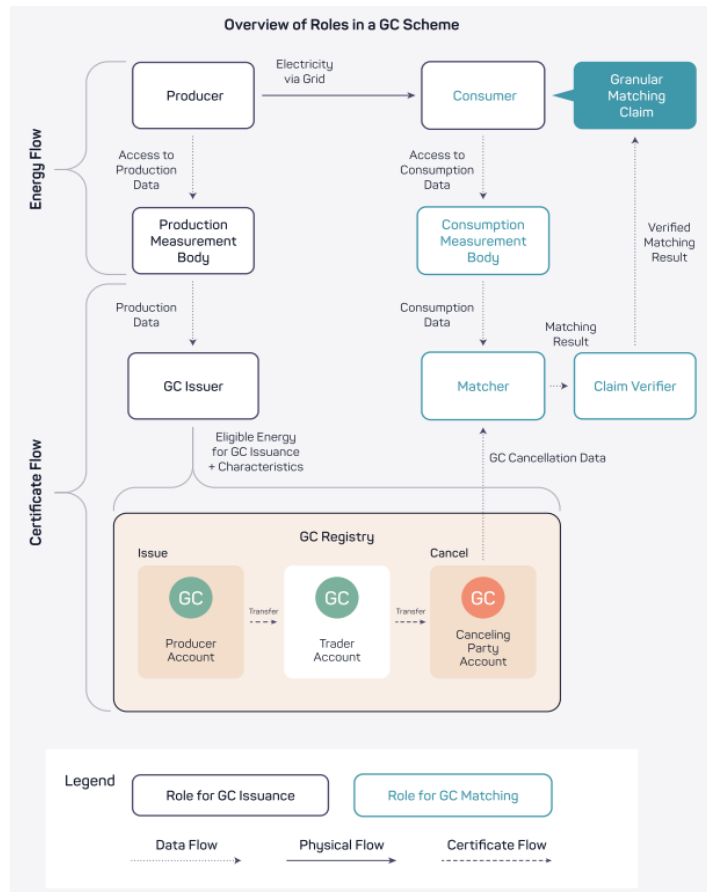 Overview of Roles in a GC Scheme
Energy Flow
Producer
Electricity
via Grid
Consumer
Granular
Matching
Claim
Access to
Production
Data
Access to
Consumption
Data
Production
Measurement
Body
Consumption
Measurement
Body
Verified
Matching
Result
Certificate Flow
Production
Data
Consumption
Data
Matching
Result
GC Issuer
Matcher
Claim Verifier
Eligible Energy
for GC Issuance
+ Characteristics
GC Cancellation Data
GC Registry
Issue
Cancel
GC
GC
GC
Transfer
Transfer
Producer
Account
Trader
Account
Canceling
Party
Account
Legend
Role for GC Issuance
Role for GC Matching
Data Flow
Physical Flow
Certificate Flow